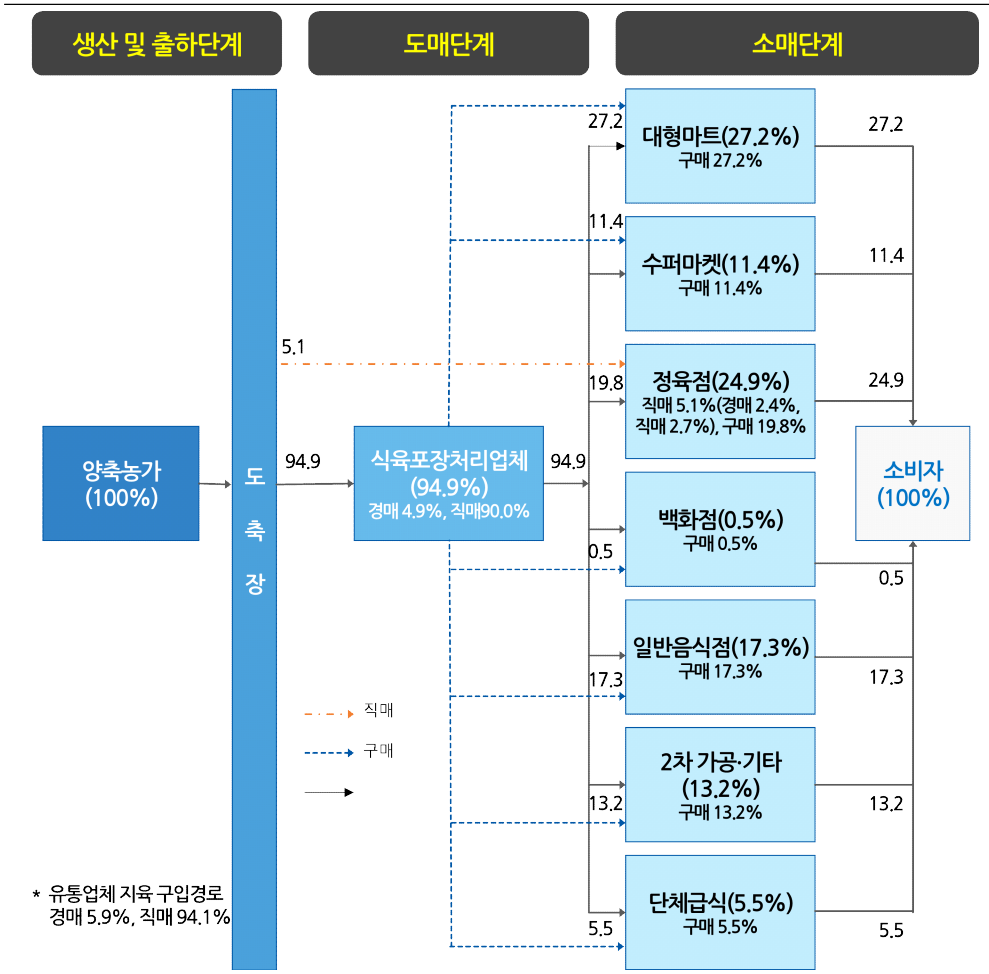 생산 및 출하단계
도매단계
소매단계
27.2
대형마트(27.2%)
구매 27.2%
27.2
11.4
수퍼마켓(11.4%)
구매 11.4%
11.4
5.1
19.8
정육점(24.9%)
직매 5.1%(경매 2.4%,
직매 2.7%), 구매 19.8%
24.9
양축농가
(100%)
도
축
장
94.9
식육포장처리업체
(94.9%)
경매 4.9%, 직매90.0%
94.9
소비자
(100%)
0.5
백화점(0.5%)
구매 0.5%
0.5
17.3
일반음식점(17.3%)
구매 17.3%
17.3
직매
구매
13.2
2차 가공·기타
(13.2%)
구매 13.2%
13.2
5.5
단체급식(5.5%)
구매 5.5%
5.5
* 유통업체 지육 구입경로
경매 5.9%, 직매 94.1%